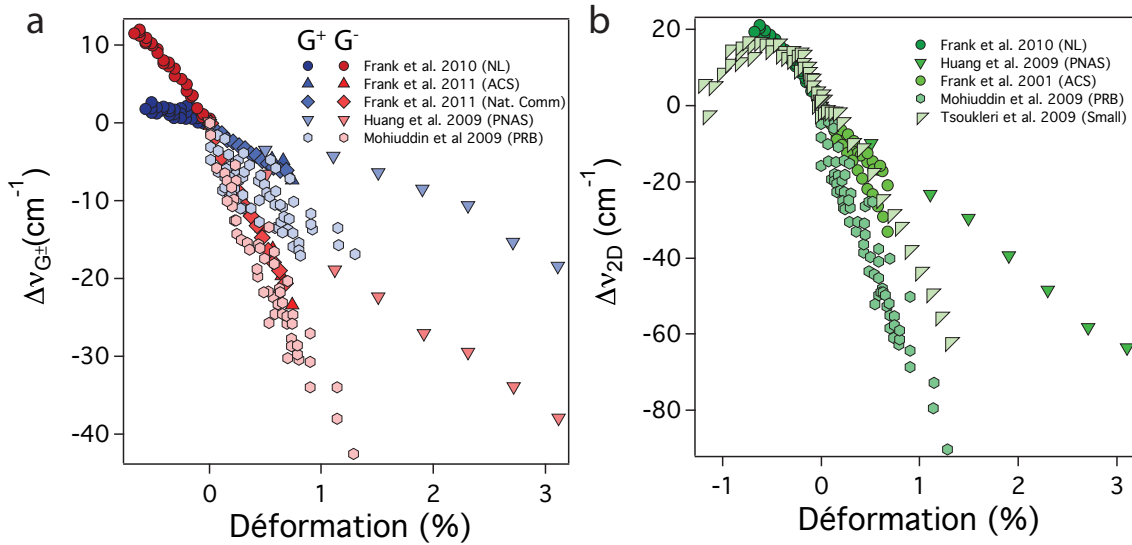 a
G+ G-
Frank et al. 2010 (NL)
Frank et al. 2011 (ACS)
Frank et al. 2011 (Nat. Comm)
Huang et al. 2009 (PNAS)
Mohiuddin et al 2009 (PRB)
10
0
-10
-20
-30
-40
ΔνG±(cm-1)
0 1 2 3
Déformation (%)
b
Frank et al. 2010 (NL)
Huang et al. 2009 (PNAS)
Frank et al. 2001 (ACS)
Mohiuddin et al. 2009 (PRB)
Tsoukleri et al. 2009 (Small)
20
0
-20
-40
-60
-80
Δν2D (cm-1)
-1 0 1 2 3
Déformation (%)